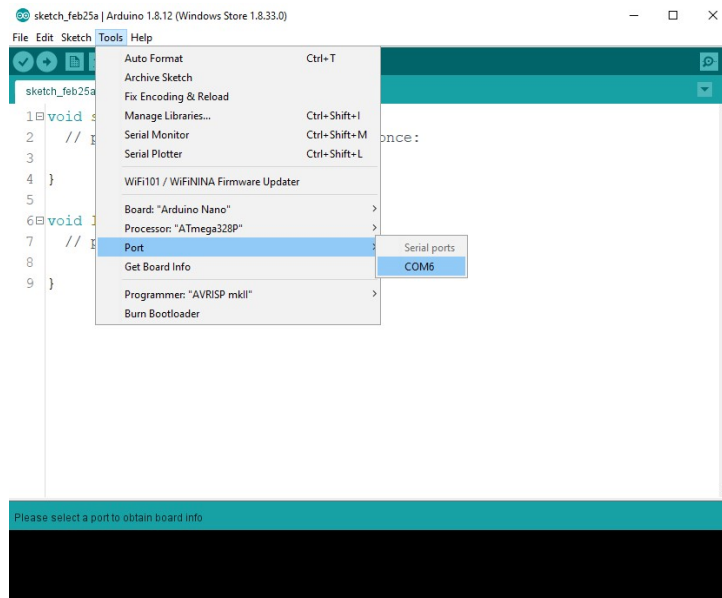 sketch_feb25a | Arduino 1.8.12 (Windows Store 1.8.33.0)
File Edit Sketch Tools Help
sketch_feb25a
Auto Format Ctrl+T
Archive Sketch
Fix Encoding & Reload
Manage Libraries... Ctrl+Shift+I
Serial Monitor Ctrl+Shift+M
Serial Plotter Ctrl+Shift+L
WiFi101 / WiFiNINA Firmware Updater
Board: "Arduino Nano"
Processor: "ATmega328P"
Port
Get Board Info
Programmer: "AVRISP mkII"
Burn Bootloader
Serial ports
COM6
1 void s
2 // p once:
3
4 }
5
6 void l
7 // p
8
9 }
Please select a port to obtain board info